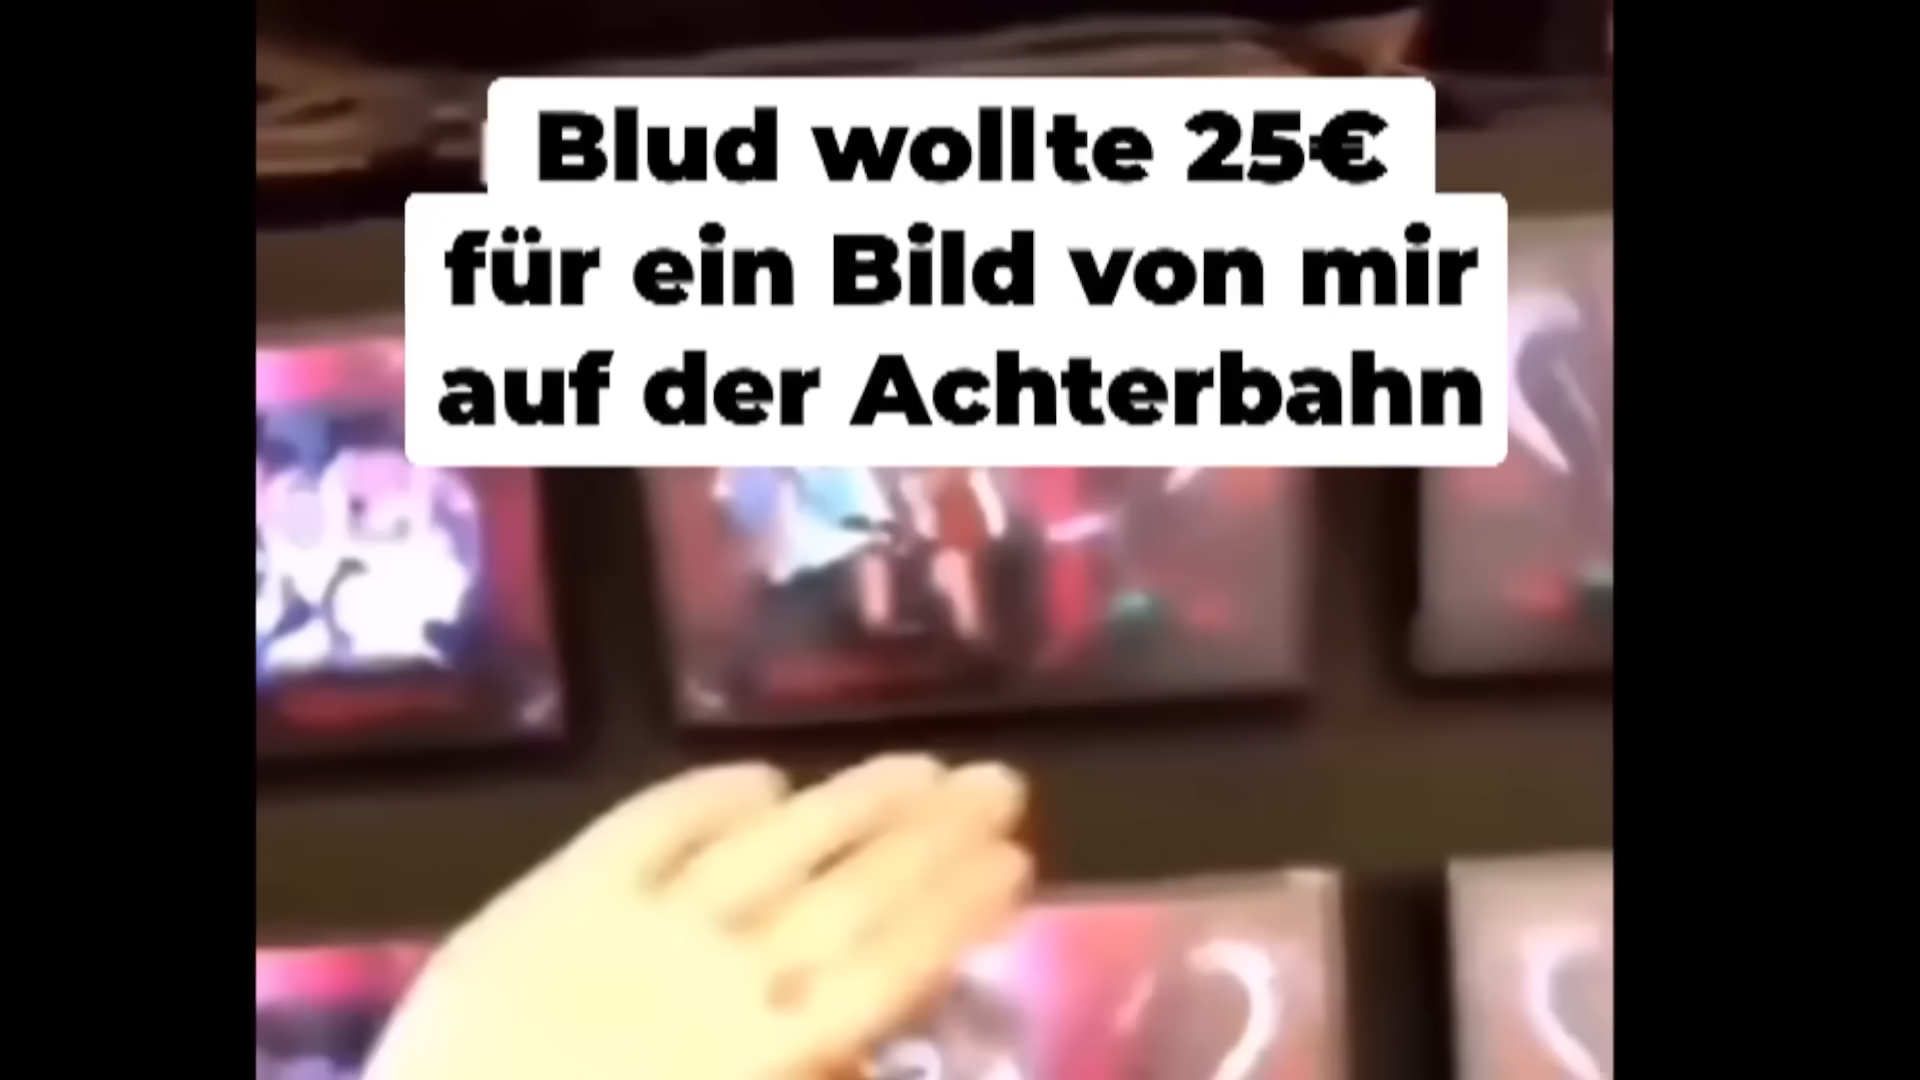 Blud wollte 25€
für ein Bild von mir
auf der Achterbahn